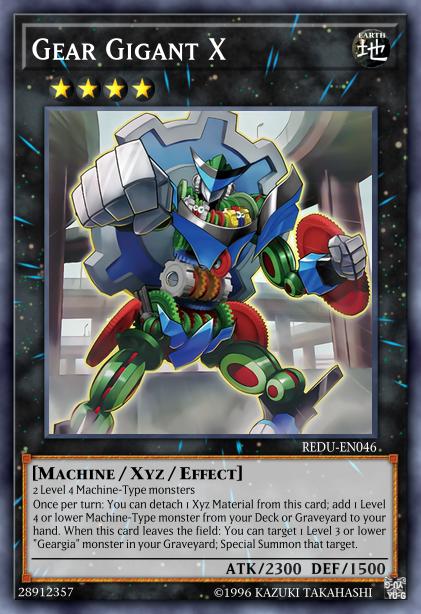 GEAR GIGANT X
EARTH
地
REDU-EN046
[MACHINE / XYZ / EFFECT]
2 Level 4 Machine-Type monsters
Once per turn: You can detach 1 Xyz Material from this card; add 1 Level
4 or lower Machine-Type monster from your Deck or Graveyard to your
hand. When this card leaves the field: You can target 1 Level 3 or lower
"Geargia" monster in your Graveyard; Special Summon that target.
ATK/2300 DEF/1500
28912357
©1996 KAZUKI TAKAHASHI